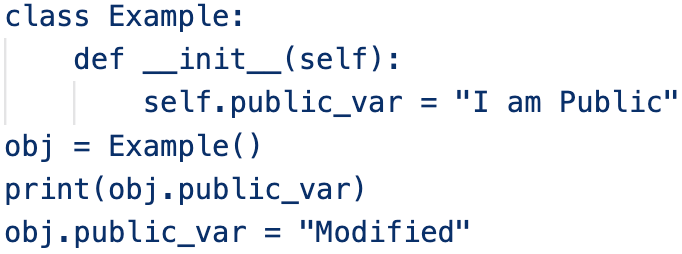 class Example:
    def __init__(self):
        self.public_var = "I am Public"
obj = Example()
print(obj.public_var)
obj.public_var = "Modified"